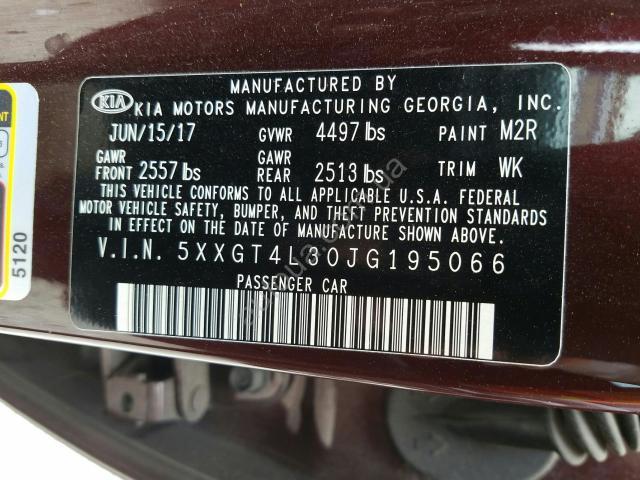 MANUFACTURED BY
KIA KIA MOTORS MANUFACTURING GEORGIA, INC.
JUN/15/17 GVWR 4497 lbs PAINT M2R
GAWR FRONT 2557 lbs GAWR REAR 2513 lbs TRIM WK
THIS VEHICLE CONFORMS TO ALL APPLICABLE U.S.A. FEDERAL
MOTOR VEHICLE SAFETY, BUMPER, AND THEFT PREVENTION STANDARDS
IN EFFECT ON THE DATE OF MANUFACTURE SHOWN ABOVE.
V.I.N. 5XXGT4L30JG195066
PASSENGER CAR
5120